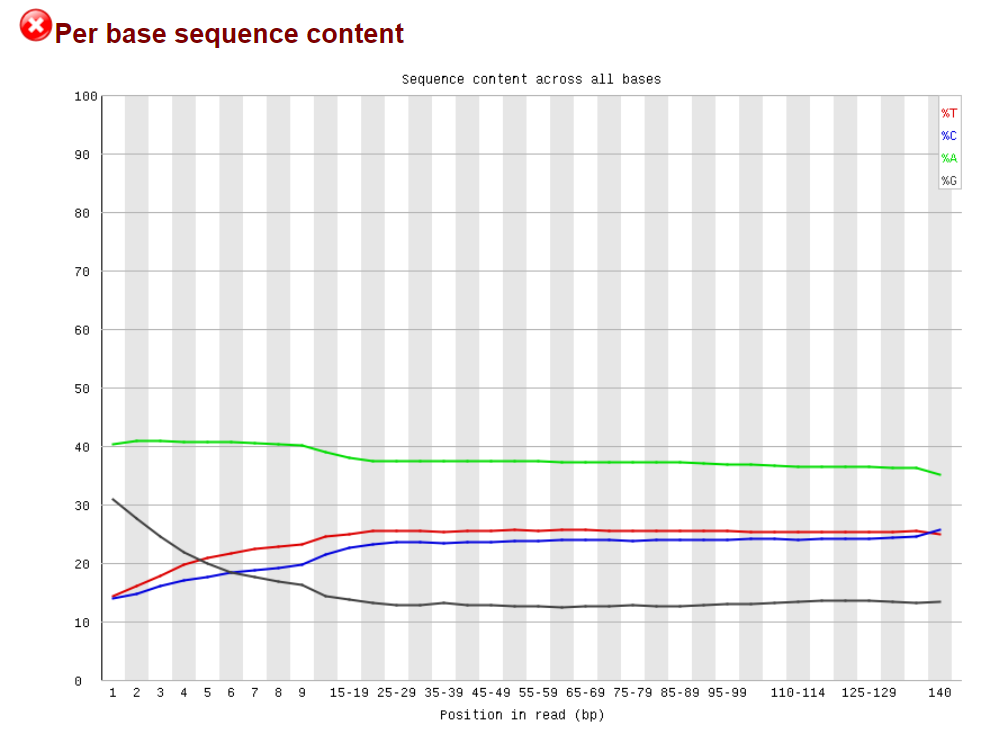 Per base sequence content
Sequence content across all bases
100
90
80
70
60
50
40
30
20
10
0
%T
%C
%A
%G
1 2 3 4 5 6 7 8 9 15-19 25-29 35-39 45-49 55-59 65-69 75-79 85-89 95-99 110-114 125-129 140
Position in read (bp)